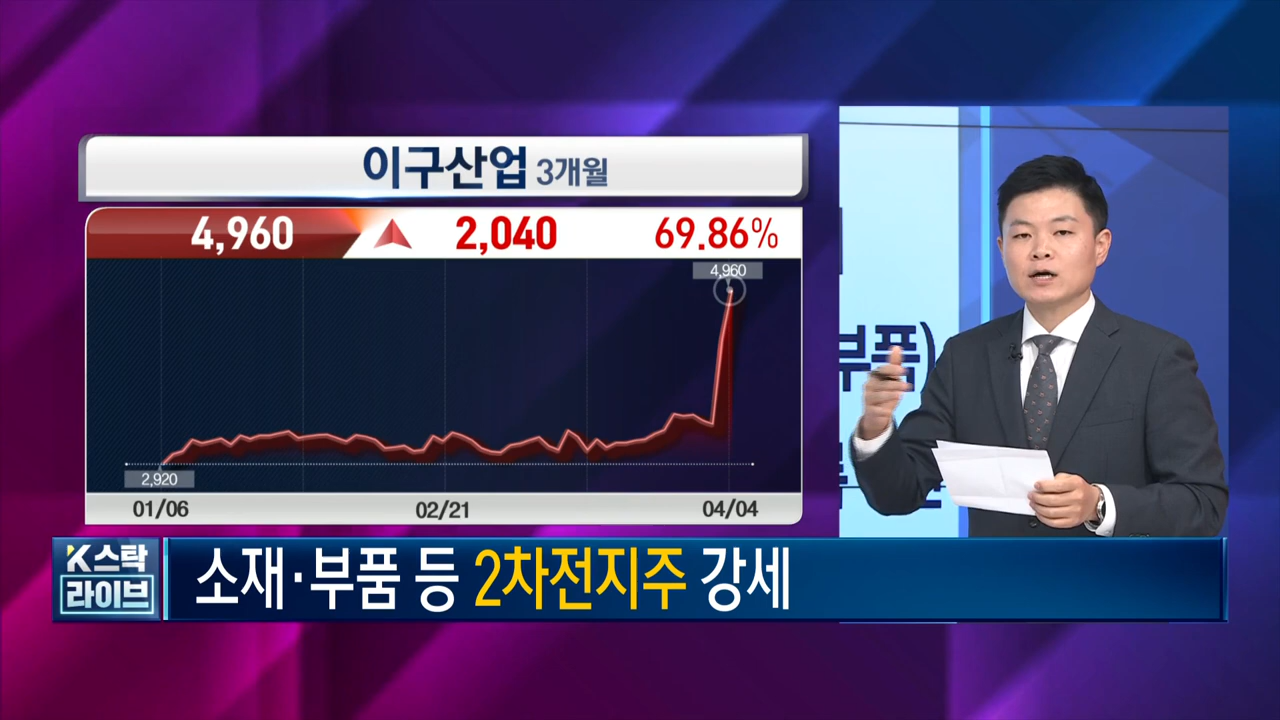 이구산업 3개월
4,960 ▲ 2,040 69.86%
4,960
2,920
01/06 02/21 04/04
부품)
K스탁
라이브
소재·부품 등 2차전지주 강세